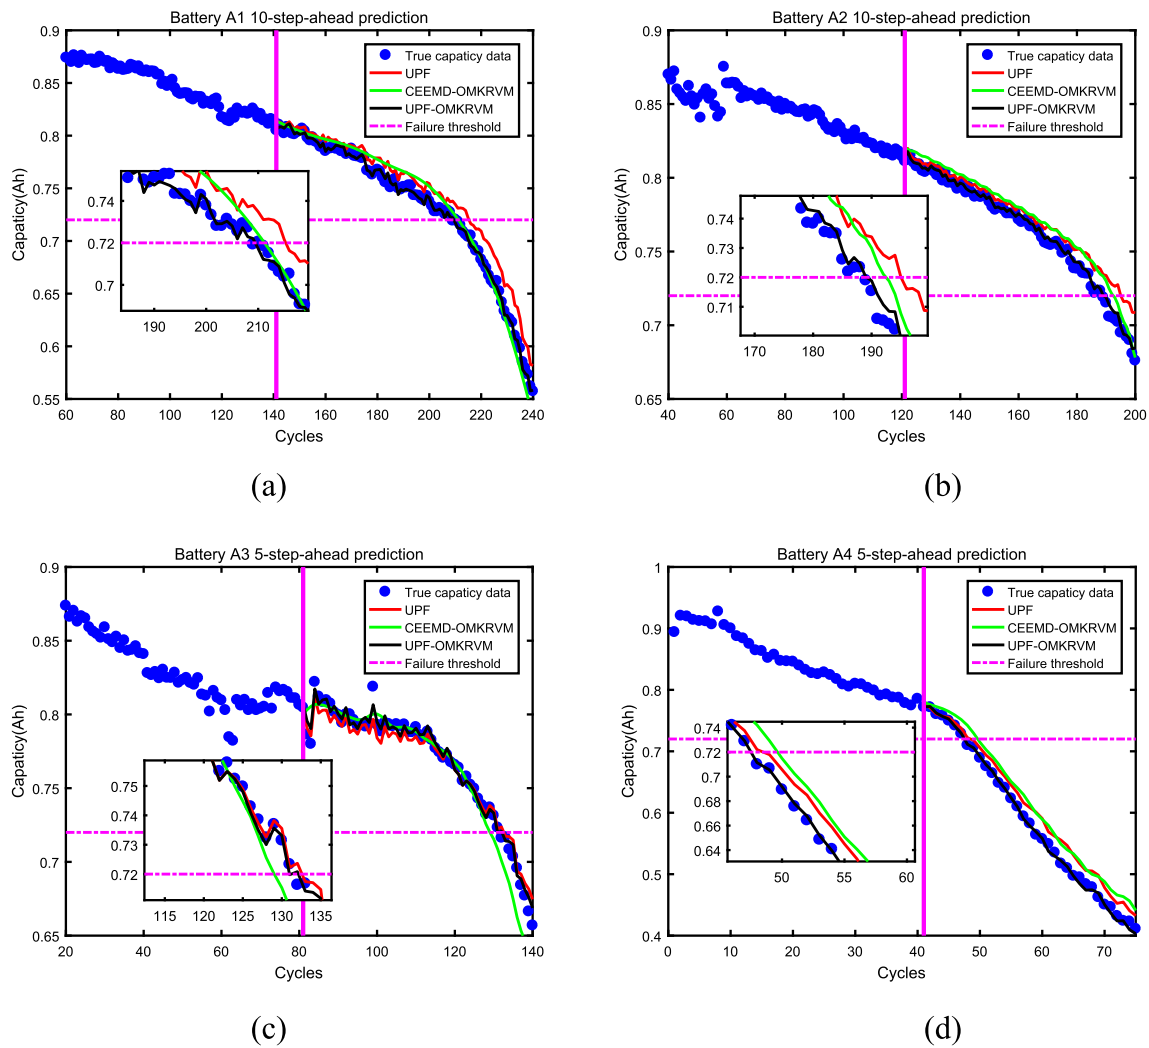 Battery A1 10-step-ahead prediction
0.9
0.85
0.8
0.75
0.7
0.65
0.6
0.55
Capaticy(Ah)
True capaticy data
UPF
CEEMD-OMKRVM
UPF-OMKRVM
Failure threshold
0.74
0.72
0.7
190 200 210
60 80 100 120 140 160 180 200 220 240
Cycles
(a)
Battery A2 10-step-ahead prediction
0.9
0.85
0.8
0.75
0.7
0.65
Capaticy(Ah)
True capaticy data
UPF
CEEMD-OMKRVM
UPF-OMKRVM
Failure threshold
0.74
0.73
0.72
0.71
170 180 190
40 60 80 100 120 140 160 180 200
Cycles
(b)
Battery A3 5-step-ahead prediction
0.9
0.85
0.8
0.75
0.7
0.65
Capaticy(Ah)
True capaticy data
UPF
CEEMD-OMKRVM
UPF-OMKRVM
Failure threshold
0.75
0.74
0.73
0.72
115 120 125 130 135
20 40 60 80 100 120 140
Cycles
(c)
Battery A4 5-step-ahead prediction
1
0.9
0.8
0.7
0.6
0.5
0.4
Capaticy(Ah)
True capaticy data
UPF
CEEMD-OMKRVM
UPF-OMKRVM
Failure threshold
0.74
0.72
0.7
0.68
0.66
0.64
50 55 60
0 10 20 30 40 50 60 70
Cycles
(d)